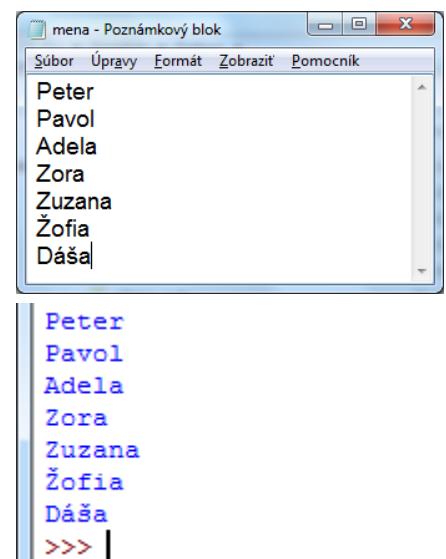 mena - Poznámkový blok
Súbor Úpravy Formát Zobraziť Pomocník
Peter
Pavol
Adela
Zora
Zuzana
Žofia
Dáša
Peter
Pavol
Adela
Zora
Zuzana
Žofia
Dáša
>>>